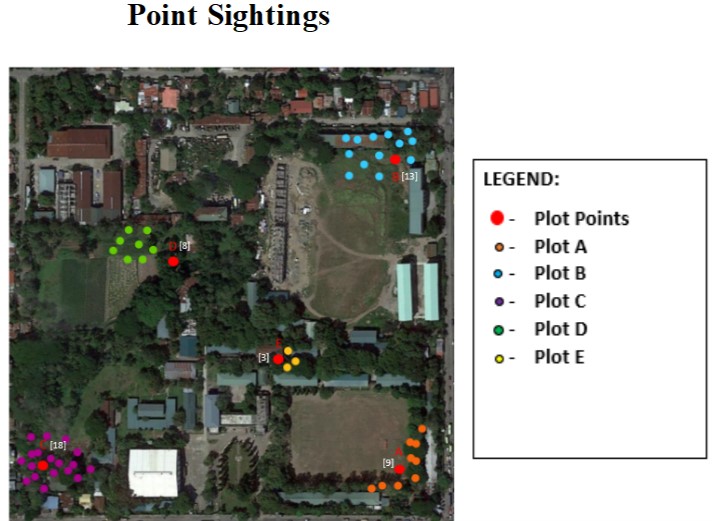 Point Sightings
[13]
[8]
[3]
[18]
[9]
LEGEND:
- Plot Points
- Plot A
- Plot B
- Plot C
- Plot D
- Plot E